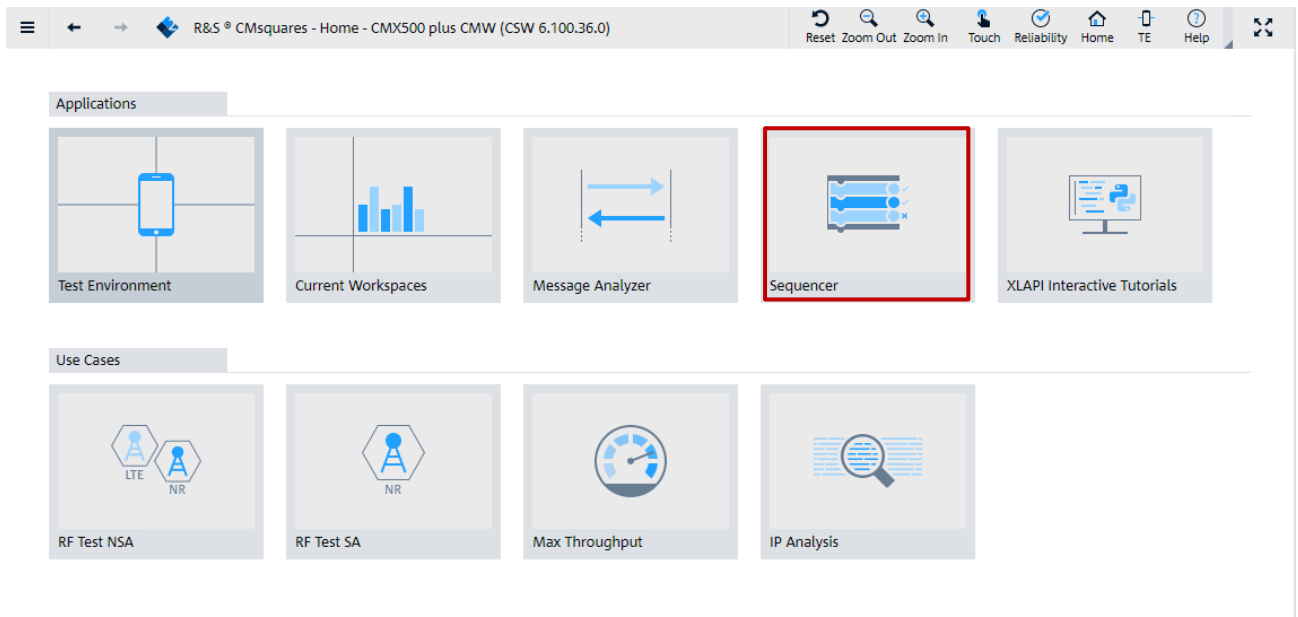 R&S ® CMsquares - Home - CMX500 plus CMW (CSW 6.100.36.0)
Reset Zoom Out Zoom In Touch Reliability Home TE Help
Applications
Test Environment Current Workspaces Message Analyzer Sequencer XLAPI Interactive Tutorials
Use Cases
LTE NR NR
RF Test NSA RF Test SA Max Throughput IP Analysis